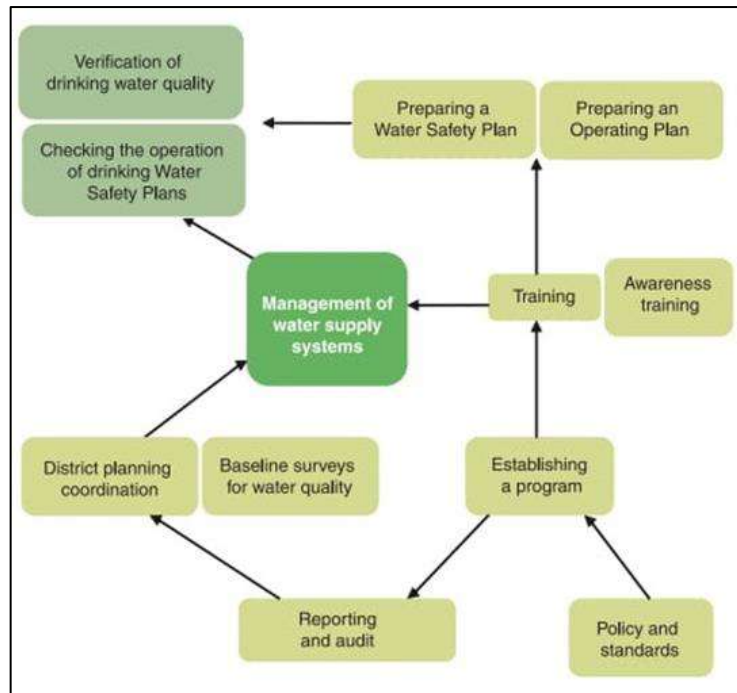 Verification of
drinking water quality
Checking the operation
of drinking Water
Safety Plans
Preparing a
Water Safety Plan
Preparing an
Operating Plan
Management of
water supply
systems
Training
Awareness
training
District planning
coordination
Baseline surveys
for water quality
Establishing
a program
Reporting
and audit
Policy and
standards